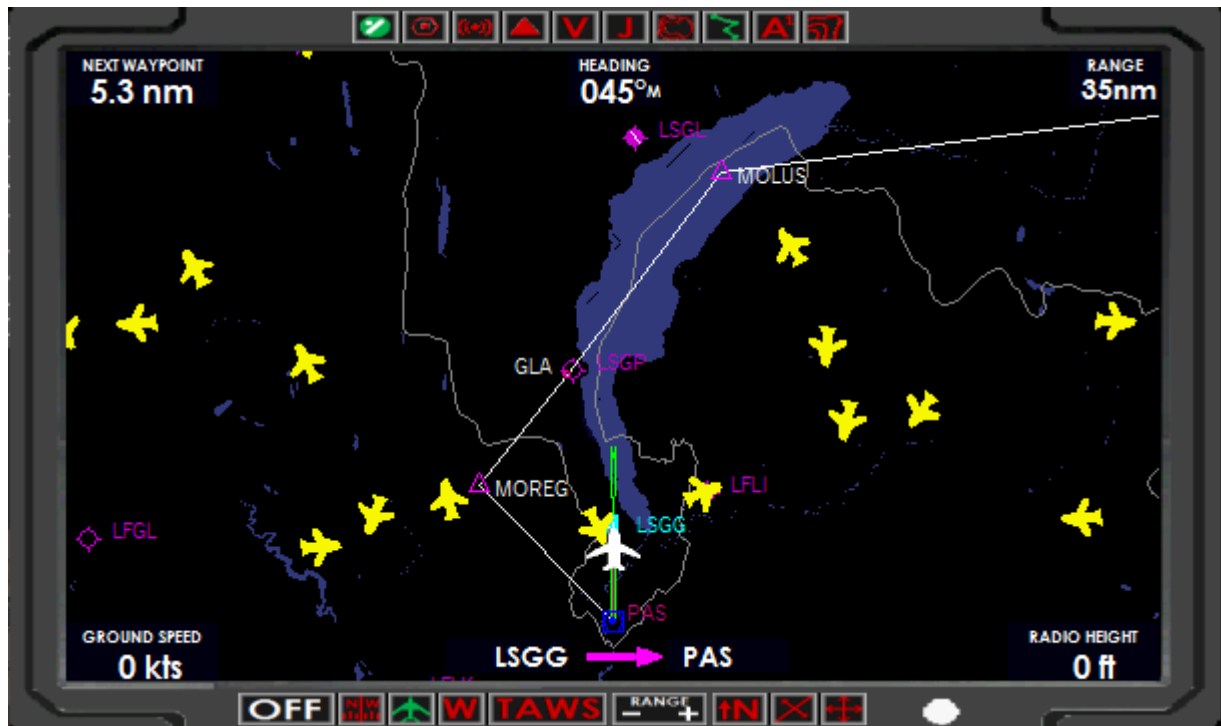 V J A¹
NEXT WAYPOINT
5.3 nm
HEADING
045°M
RANGE
35nm
LSGL
MOLUS
GLA LSGP
MOREG
LFLI
LSGG
LFGL
PAS
GROUND SPEED
0 kts
LSGG PAS
RADIO HEIGHT
0 ft
OFF W TAWS - RANGE + N